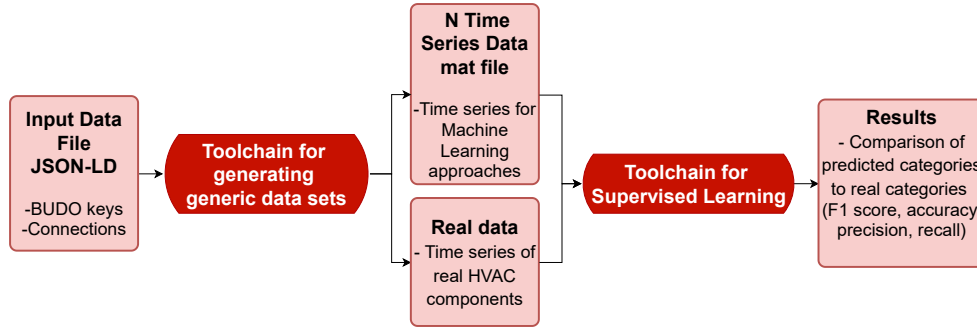 Input Data
File
JSON-LD
-BUDO keys
-Connections
Toolchain for
generating
generic data sets
N Time
Series Data
mat file
-Time series for
Machine
Learning
approaches
Real data
- Time series of
real HVAC
components
Toolchain for
Supervised Learning
Results
- Comparison of
predicted categories
to real categories
(F1 score, accuracy
precision, recall)